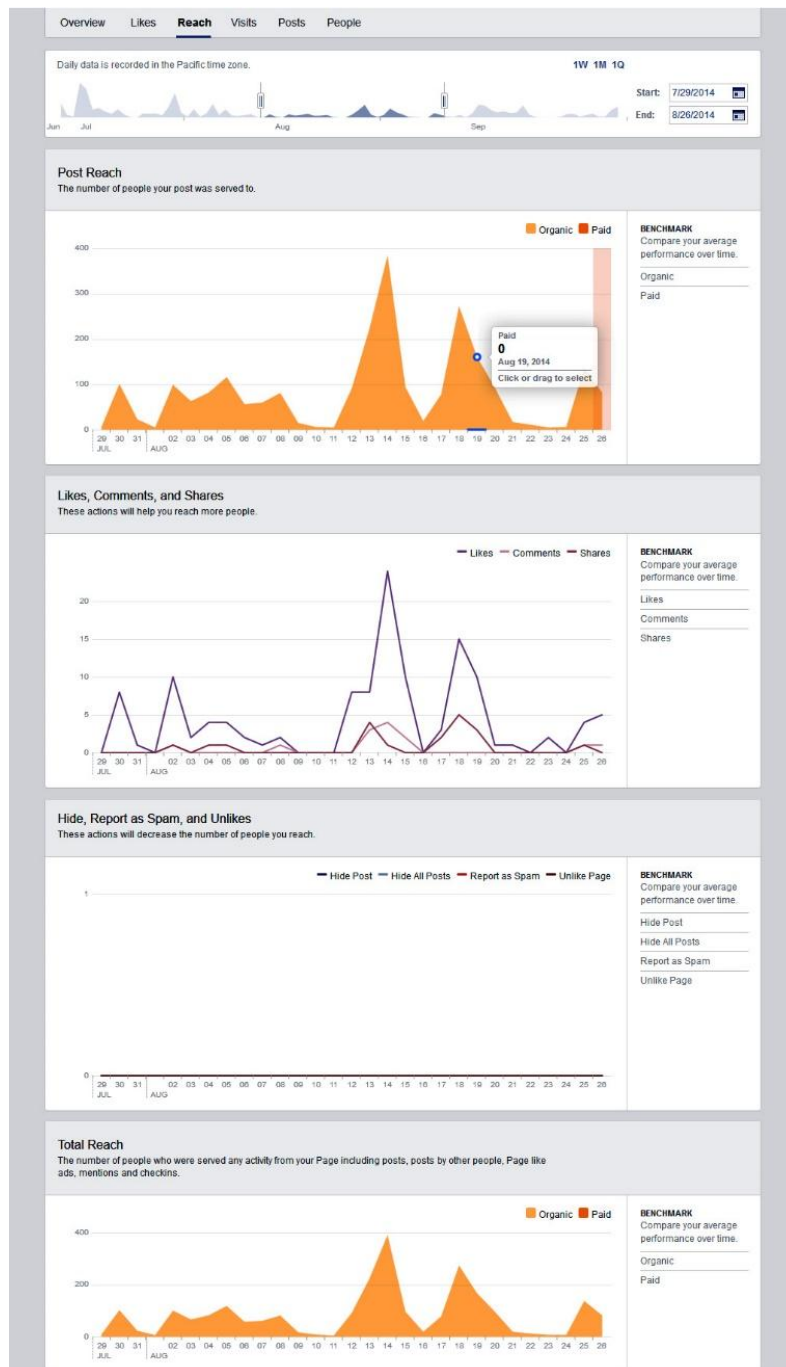 Overview Likes Reach Visits Posts People
Daily data is recorded in the Pacific time zone.
1W 1M 1Q
Start: 7/29/2014
End: 8/26/2014
Jun Jul Aug Sep
Post Reach
The number of people your post was served to.
Organic Paid
BENCHMARK
Compare your average
performance over time.
Organic
Paid
400
300
200
100
0
Paid
0
Aug 19, 2014
Click or drag to select
29 30 31 02 03 04 05 06 07 08 09 10 11 12 13 14 15 16 17 18 19 20 21 22 23 24 25 26
JUL AUG
Likes, Comments, and Shares
These actions will help you reach more people.
Likes Comments Shares
BENCHMARK
Compare your average
performance over time.
Likes
Comments
Shares
20
15
10
5
0
29 30 31 02 03 04 05 06 07 08 09 10 11 12 13 14 15 16 17 18 19 20 21 22 23 24 25 26
JUL AUG
Hide, Report as Spam, and Unlikes
These actions will decrease the number of people you reach.
Hide Post Hide All Posts Report as Spam Unlike Page
BENCHMARK
Compare your average
performance over time.
Hide Post
Hide All Posts
Report as Spam
Unlike Page
1
0
29 30 31 02 03 04 05 06 07 08 09 10 11 12 13 14 15 16 17 18 19 20 21 22 23 24 25 26
JUL AUG
Total Reach
The number of people who were served any activity from your Page including posts, posts by other people, Page like
ads, mentions and checkins.
Organic Paid
BENCHMARK
Compare your average
performance over time.
Organic
Paid
400
200
0
29 30 31 02 03 04 05 06 07 08 09 10 11 12 13 14 15 16 17 18 19 20 21 22 23 24 25 26
JUL AUG